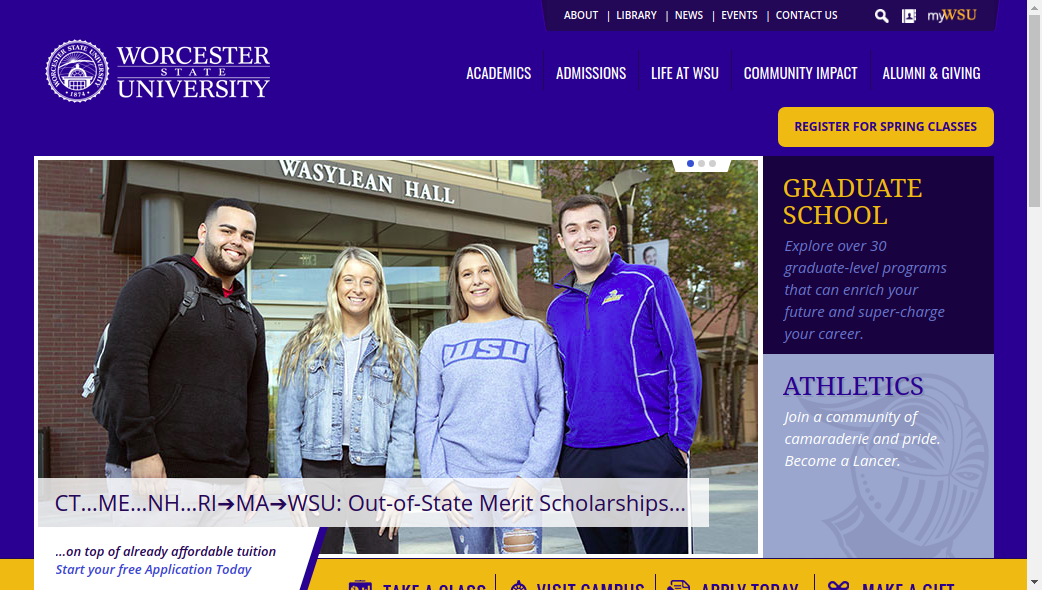 ABOUT | LIBRARY | NEWS | EVENTS | CONTACT US myWSU
WORCESTER STATE UNIVERSITY 1874
WORCESTER
STATE
UNIVERSITY
ACADEMICS ADMISSIONS LIFE AT WSU COMMUNITY IMPACT ALUMNI & GIVING
REGISTER FOR SPRING CLASSES
WASYLEAN HALL
WSU
GRADUATE
SCHOOL
Explore over 30
graduate-level programs
that can enrich your
future and super-charge
your career.
ATHLETICS
Join a community of
camaraderie and pride.
Become a Lancer.
CT...ME...NH...RI➔MA➔WSU: Out-of-State Merit Scholarships...
...on top of already affordable tuition
Start your free Application Today
TAKE A CLASS VISIT CAMPUS APPLY TODAY MAKE A GIFT